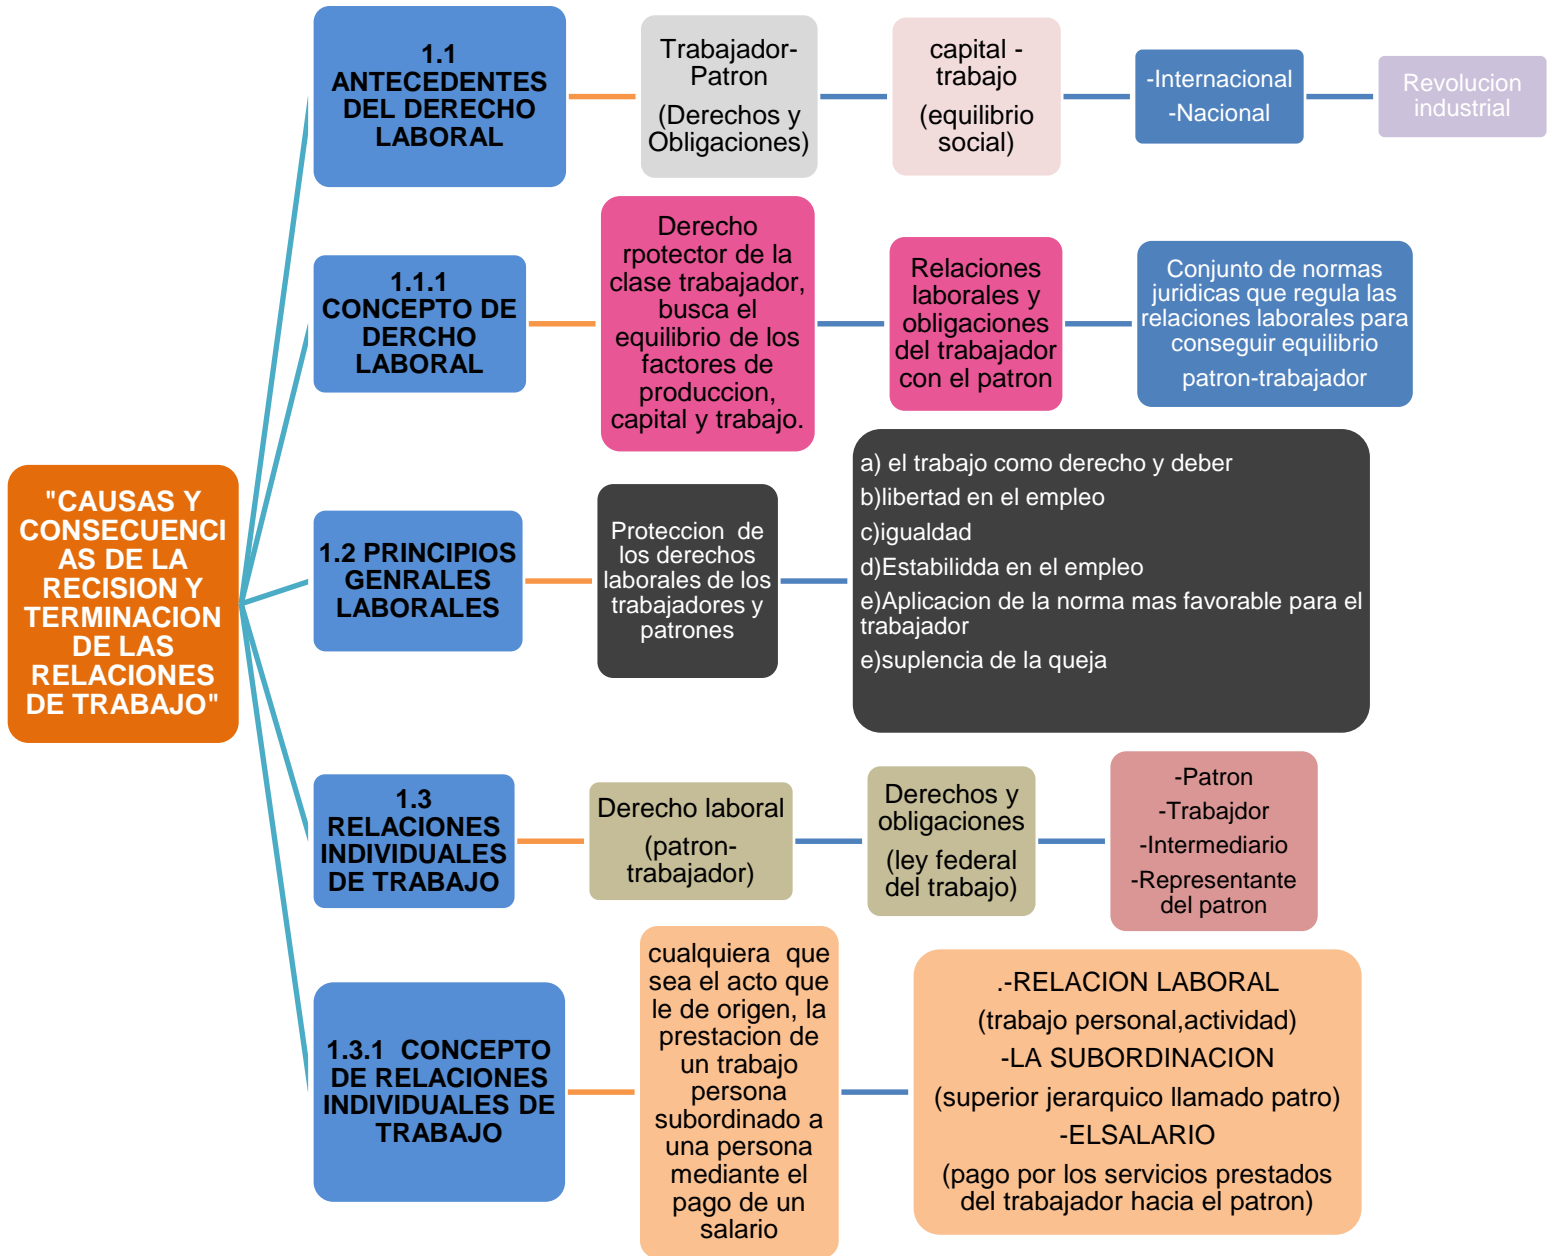 "CAUSAS Y
CONSECUENCI
AS DE LA
RECISION Y
TERMINACION
DE LAS
RELACIONES
DE TRABAJO"
1.1
ANTECEDENTES
DEL DERECHO
LABORAL
Trabajador-
Patron
(Derechos y
Obligaciones)
capital -
trabajo
(equilibrio
social)
-Internacional
-Nacional
Revolucion
industrial
1.1.1
CONCEPTO DE
DERCHO
LABORAL
Derecho
rpotector de la
clase trabajador,
busca el
equilibrio de los
factores de
produccion,
capital y trabajo.
Relaciones
laborales y
obligaciones
del trabajador
con el patron
Conjunto de normas
juridicas que regula las
relaciones laborales para
conseguir equilibrio
patron-trabajador
1.2 PRINCIPIOS
GENRALES
LABORALES
Proteccion de
los derechos
laborales de los
trabajadores y
patrones
a) el trabajo como derecho y deber
b)libertad en el empleo
c)igualdad
d)Estabilidda en el empleo
e)Aplicacion de la norma mas favorable para el
trabajador
e)suplencia de la queja
1.3
RELACIONES
INDIVIDUALES
DE TRABAJO
Derecho laboral
(patron-
trabajador)
Derechos y
obligaciones
(ley federal
del trabajo)
-Patron
-Trabajdor
-Intermediario
-Representante
del patron
1.3.1 CONCEPTO
DE RELACIONES
INDIVIDUALES DE
TRABAJO
cualquiera que
sea el acto que
le de origen, la
prestacion de
un trabajo
persona
subordinado a
una persona
mediante el
pago de un
salario
.-RELACION LABORAL
(trabajo personal,actividad)
-LA SUBORDINACION
(superior jerarquico llamado patro)
-ELSALARIO
(pago por los servicios prestados
del trabajador hacia el patron)